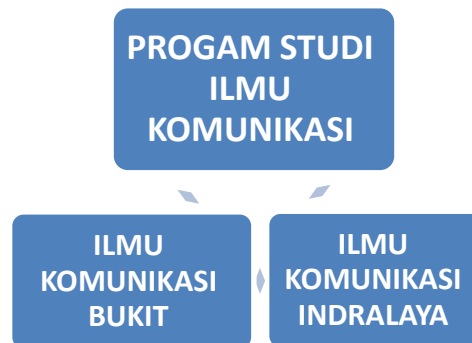 PROGAM STUDI
ILMU
KOMUNIKASI
ILMU
KOMUNIKASI
BUKIT
ILMU
KOMUNIKASI
INDRALAYA